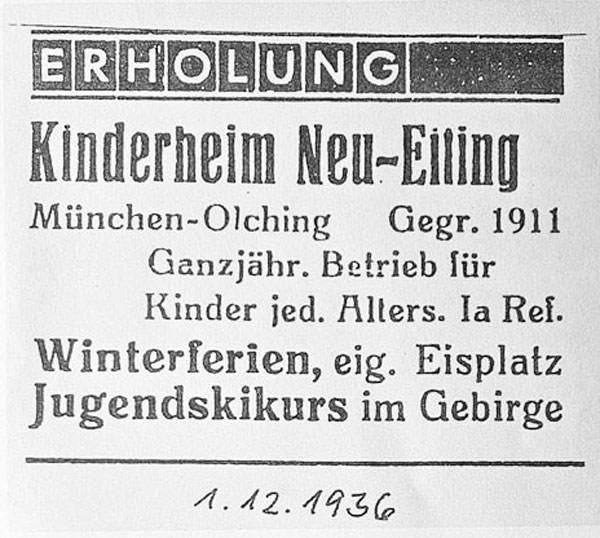 ERHOLUNG
Kinderheim Neu-Eiting
München-Olching Gegr. 1911
Ganzjähr. Betrieb für
Kinder jed. Alters. Ia Ref.
Winterferien, eig. Eisplatz
Jugendskikurs im Gebirge
1.12.1936